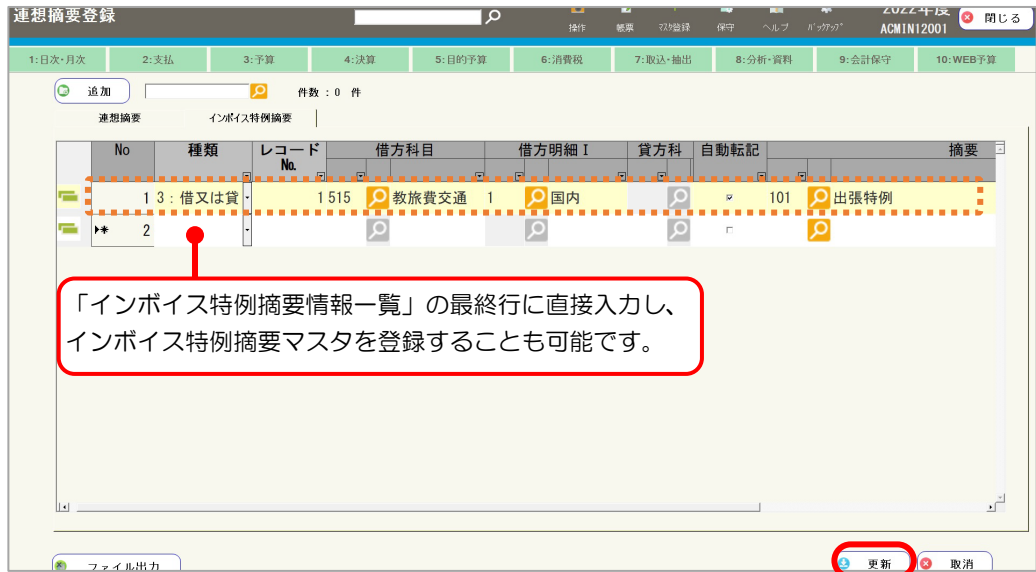 連想摘要登録
操作 帳票 マスタ登録 保守 ヘルプ バックアップ
2022年度
ACMIN12001
閉じる
1:日次・月次 2:支払 3:予算 4:決算 5:目的予算 6:消費税 7:取込・抽出 8:分析・資料 9:会計保守 10:WEB予算
追加 件数:0 件
連想摘要 インボイス特例摘要
No 種類 レコードNo. 借方科目 借方明細Ⅰ 貸方科 自動転記 摘要
1 3:借又は貸 1 515 教旅費交通 1 国内 101 出張特例
2
「インボイス特例摘要情報一覧」の最終行に直接入力し、
インボイス特例摘要マスタを登録することも可能です。
ファイル出力 更新 取消